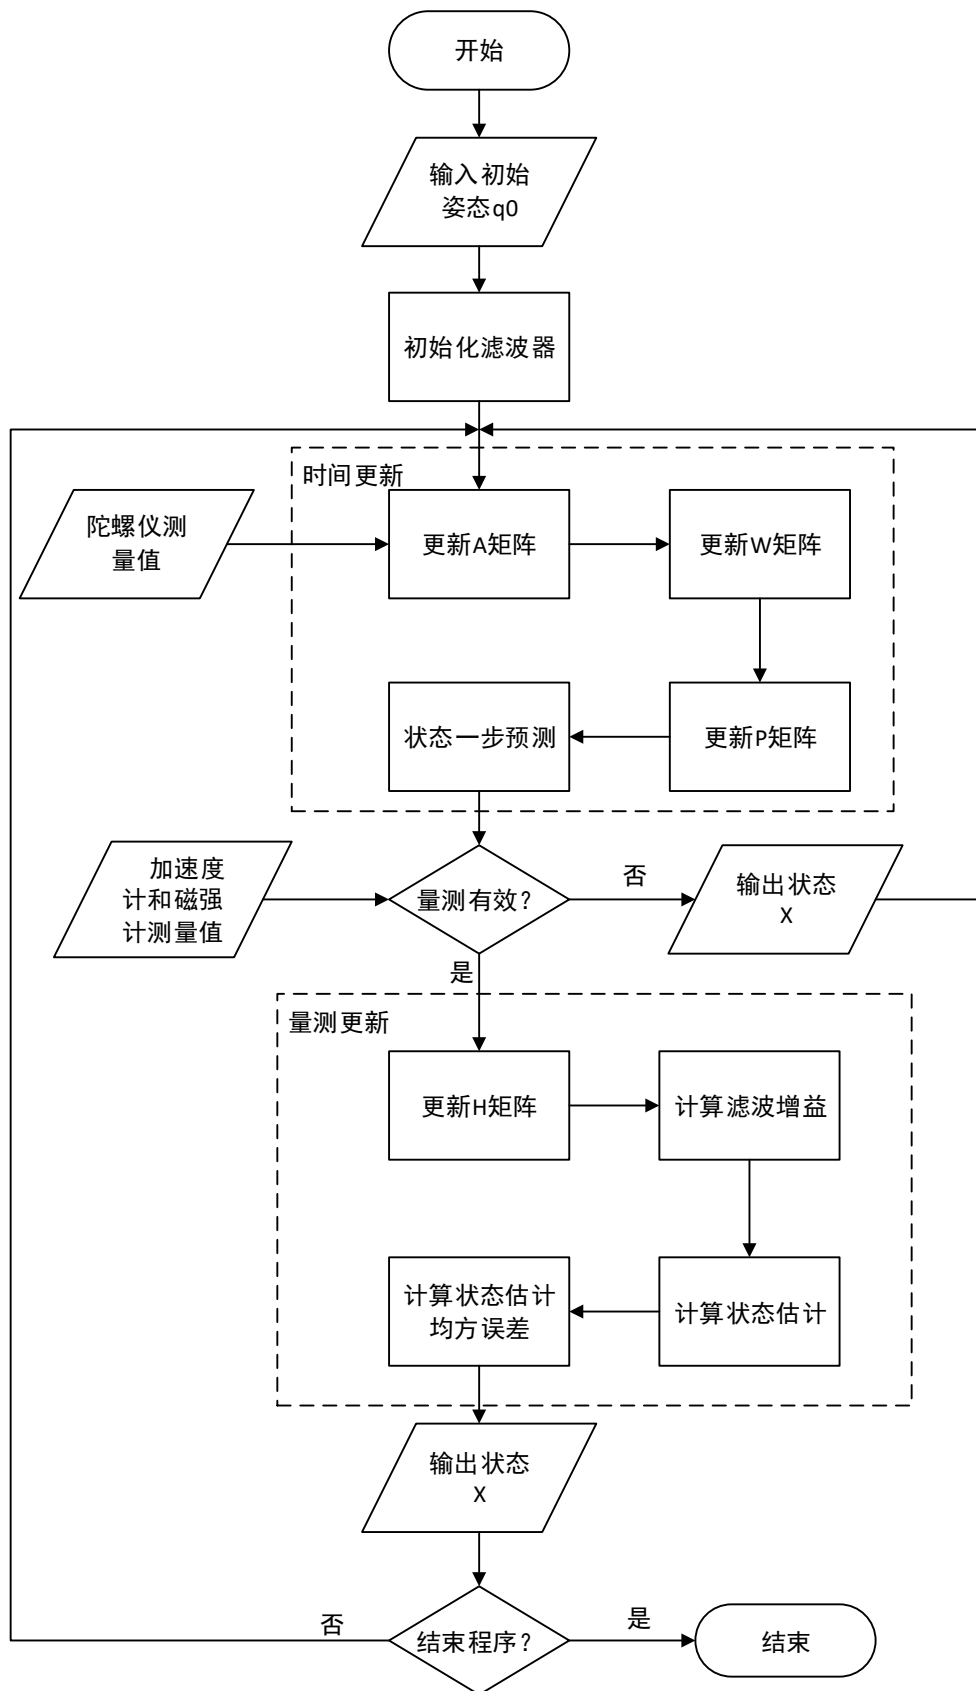 开始
输入初始
姿态q0
初始化滤波器
时间更新
陀螺仪测
量值
更新A矩阵
更新W矩阵
状态一步预测
更新P矩阵
加速度
计和磁强
计测量值
量测有效?
否
输出状态
X
是
量测更新
更新H矩阵
计算滤波增益
计算状态估计
均方误差
计算状态估计
输出状态
X
否
结束程序?
是
结束